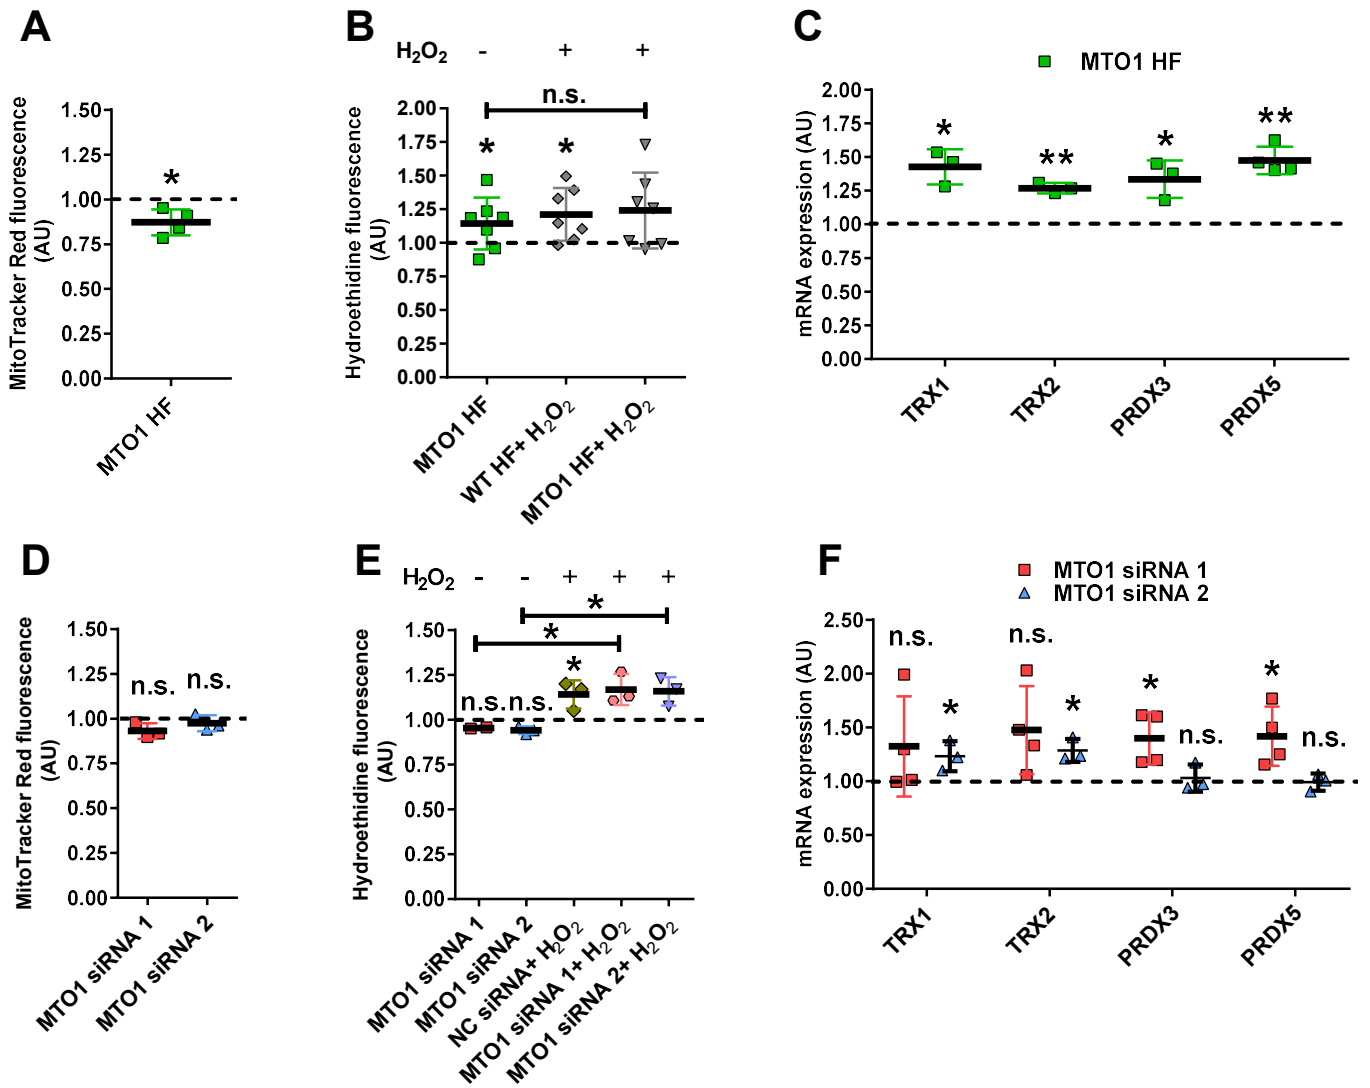 A
MitoTracker Red fluorescence
(AU)
1.50
1.25
1.00
0.75
0.50
0.25
0.00
*
MTO1 HF
B
H₂O₂ - + +
n.s.
* *
Hydroethidine fluorescence
(AU)
2.00
1.75
1.50
1.25
1.00
0.75
0.50
0.25
0.00
MTO1 HF
WT HF+ H₂O₂
MTO1 HF+ H₂O₂
C
MTO1 HF
mRNA expression (AU)
2.00
1.75
1.50
1.25
1.00
0.75
0.50
0.25
0.00
* ** * **
TRX1
TRX2
PRDX3
PRDX5
D
MitoTracker Red fluorescence
(AU)
1.50
1.25
1.00
0.75
0.50
0.25
0.00
n.s. n.s.
MTO1 siRNA 1
MTO1 siRNA 2
E
H₂O₂ - - + + +
*
*
*
n.s. n.s.
Hydroethidine fluorescence
(AU)
1.50
1.25
1.00
0.75
0.50
0.25
0.00
MTO1 siRNA 1
MTO1 siRNA 2
NC siRNA+ H₂O₂
MTO1 siRNA 1+ H₂O₂
MTO1 siRNA 2+ H₂O₂
F
MTO1 siRNA 1
MTO1 siRNA 2
mRNA expression (AU)
2.50
2.00
1.50
1.00
0.50
0.00
n.s. * n.s. * * n.s. * n.s.
TRX1
TRX2
PRDX3
PRDX5